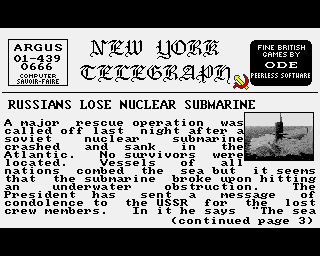 ARGUS
01-439
0666
COMPUTER
SAVOIR-FAIRE
NEW YORK
TELEGRAPH
FINE BRITISH
GAMES BY
ODE
PEERLESS SOFTWARE
RUSSIANS LOSE NUCLEAR SUBMARINE
A major rescue operation was
called off last night after a
soviet nuclear submarine
crashed and sank in the
Atlantic. No survivors were
located. Vessels of all
nations combed the sea but it seems
that the submarine broke upon hitting
an underwater obstruction. The
President has sent a message of
condolence to the USSR for the lost
crew members. In it he says "The sea
(continued page 3)